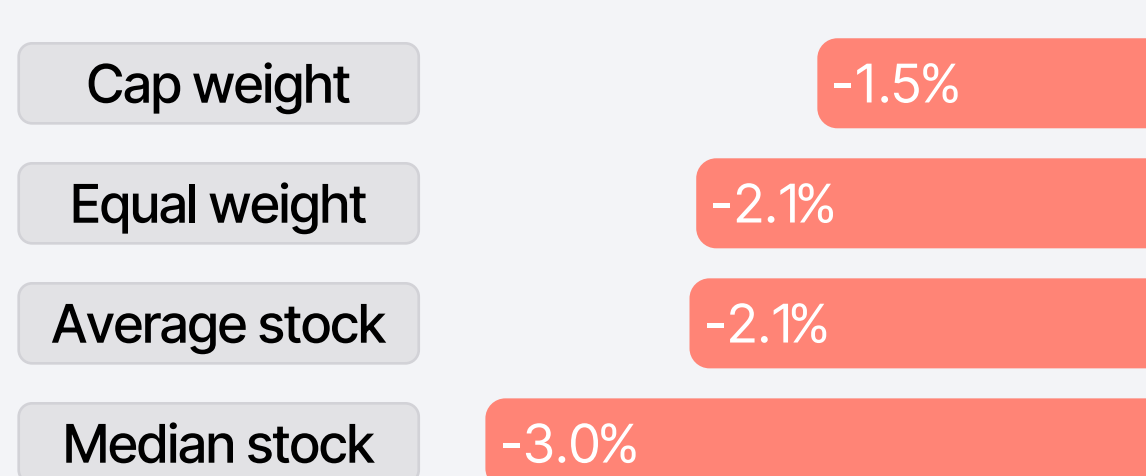 Cap weight -1.5%
Equal weight -2.1%
Average stock -2.1%
Median stock -3.0%